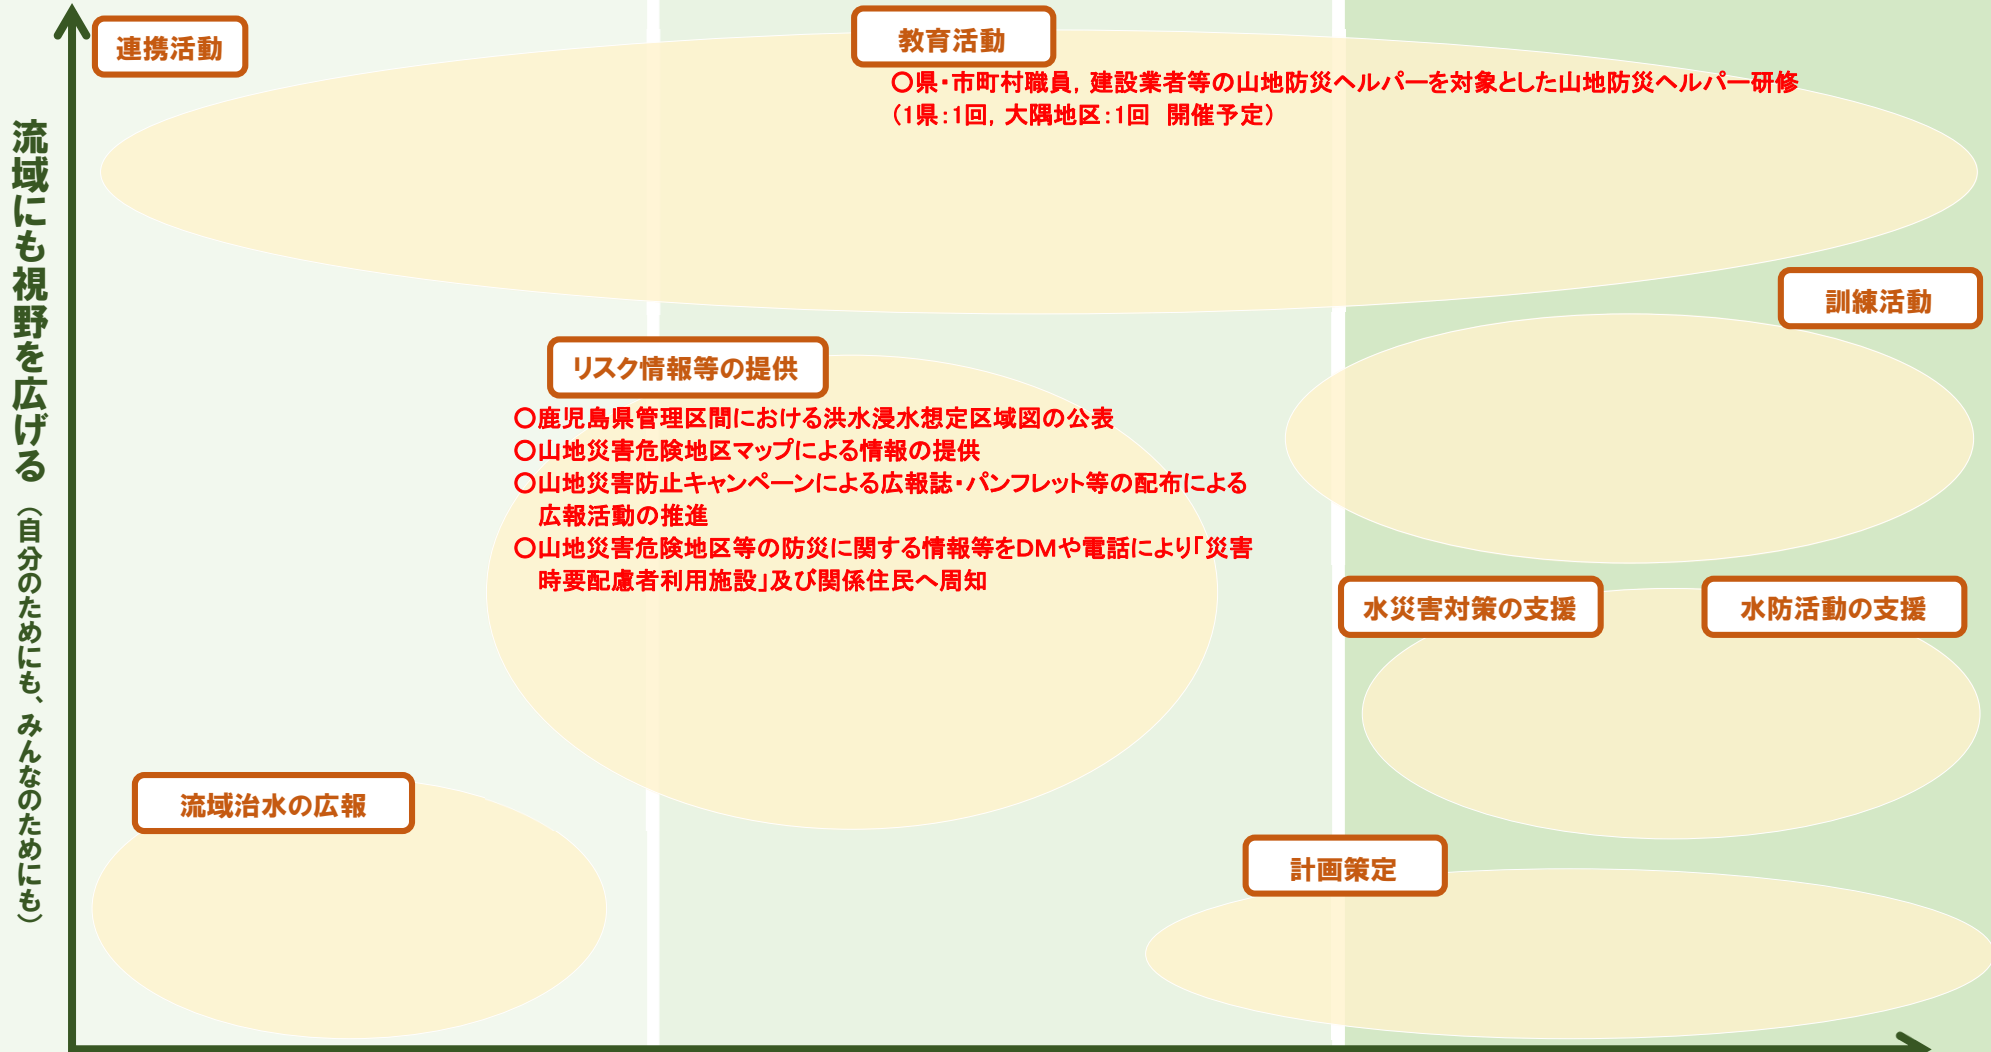 連携活動
教育活動
○県・市町村職員，建設業者等の山地防災ヘルパーを対象とした山地防災ヘルパー研修
（1県：1回，大隅地区：1回　開催予定）
流域にも視野を広げる（自分のためにも、みんなのためにも）
訓練活動
リスク情報等の提供
○鹿児島県管理区間における洪水浸水想定区域図の公表
○山地災害危険地区マップによる情報の提供
○山地災害防止キャンペーンによる広報誌・パンフレット等の配布による
広報活動の推進
○山地災害危険地区等の防災に関する情報等をDMや電話により「災害
時要配慮者利用施設」及び関係住民へ周知
水災害対策の支援
水防活動の支援
流域治水の広報
計画策定